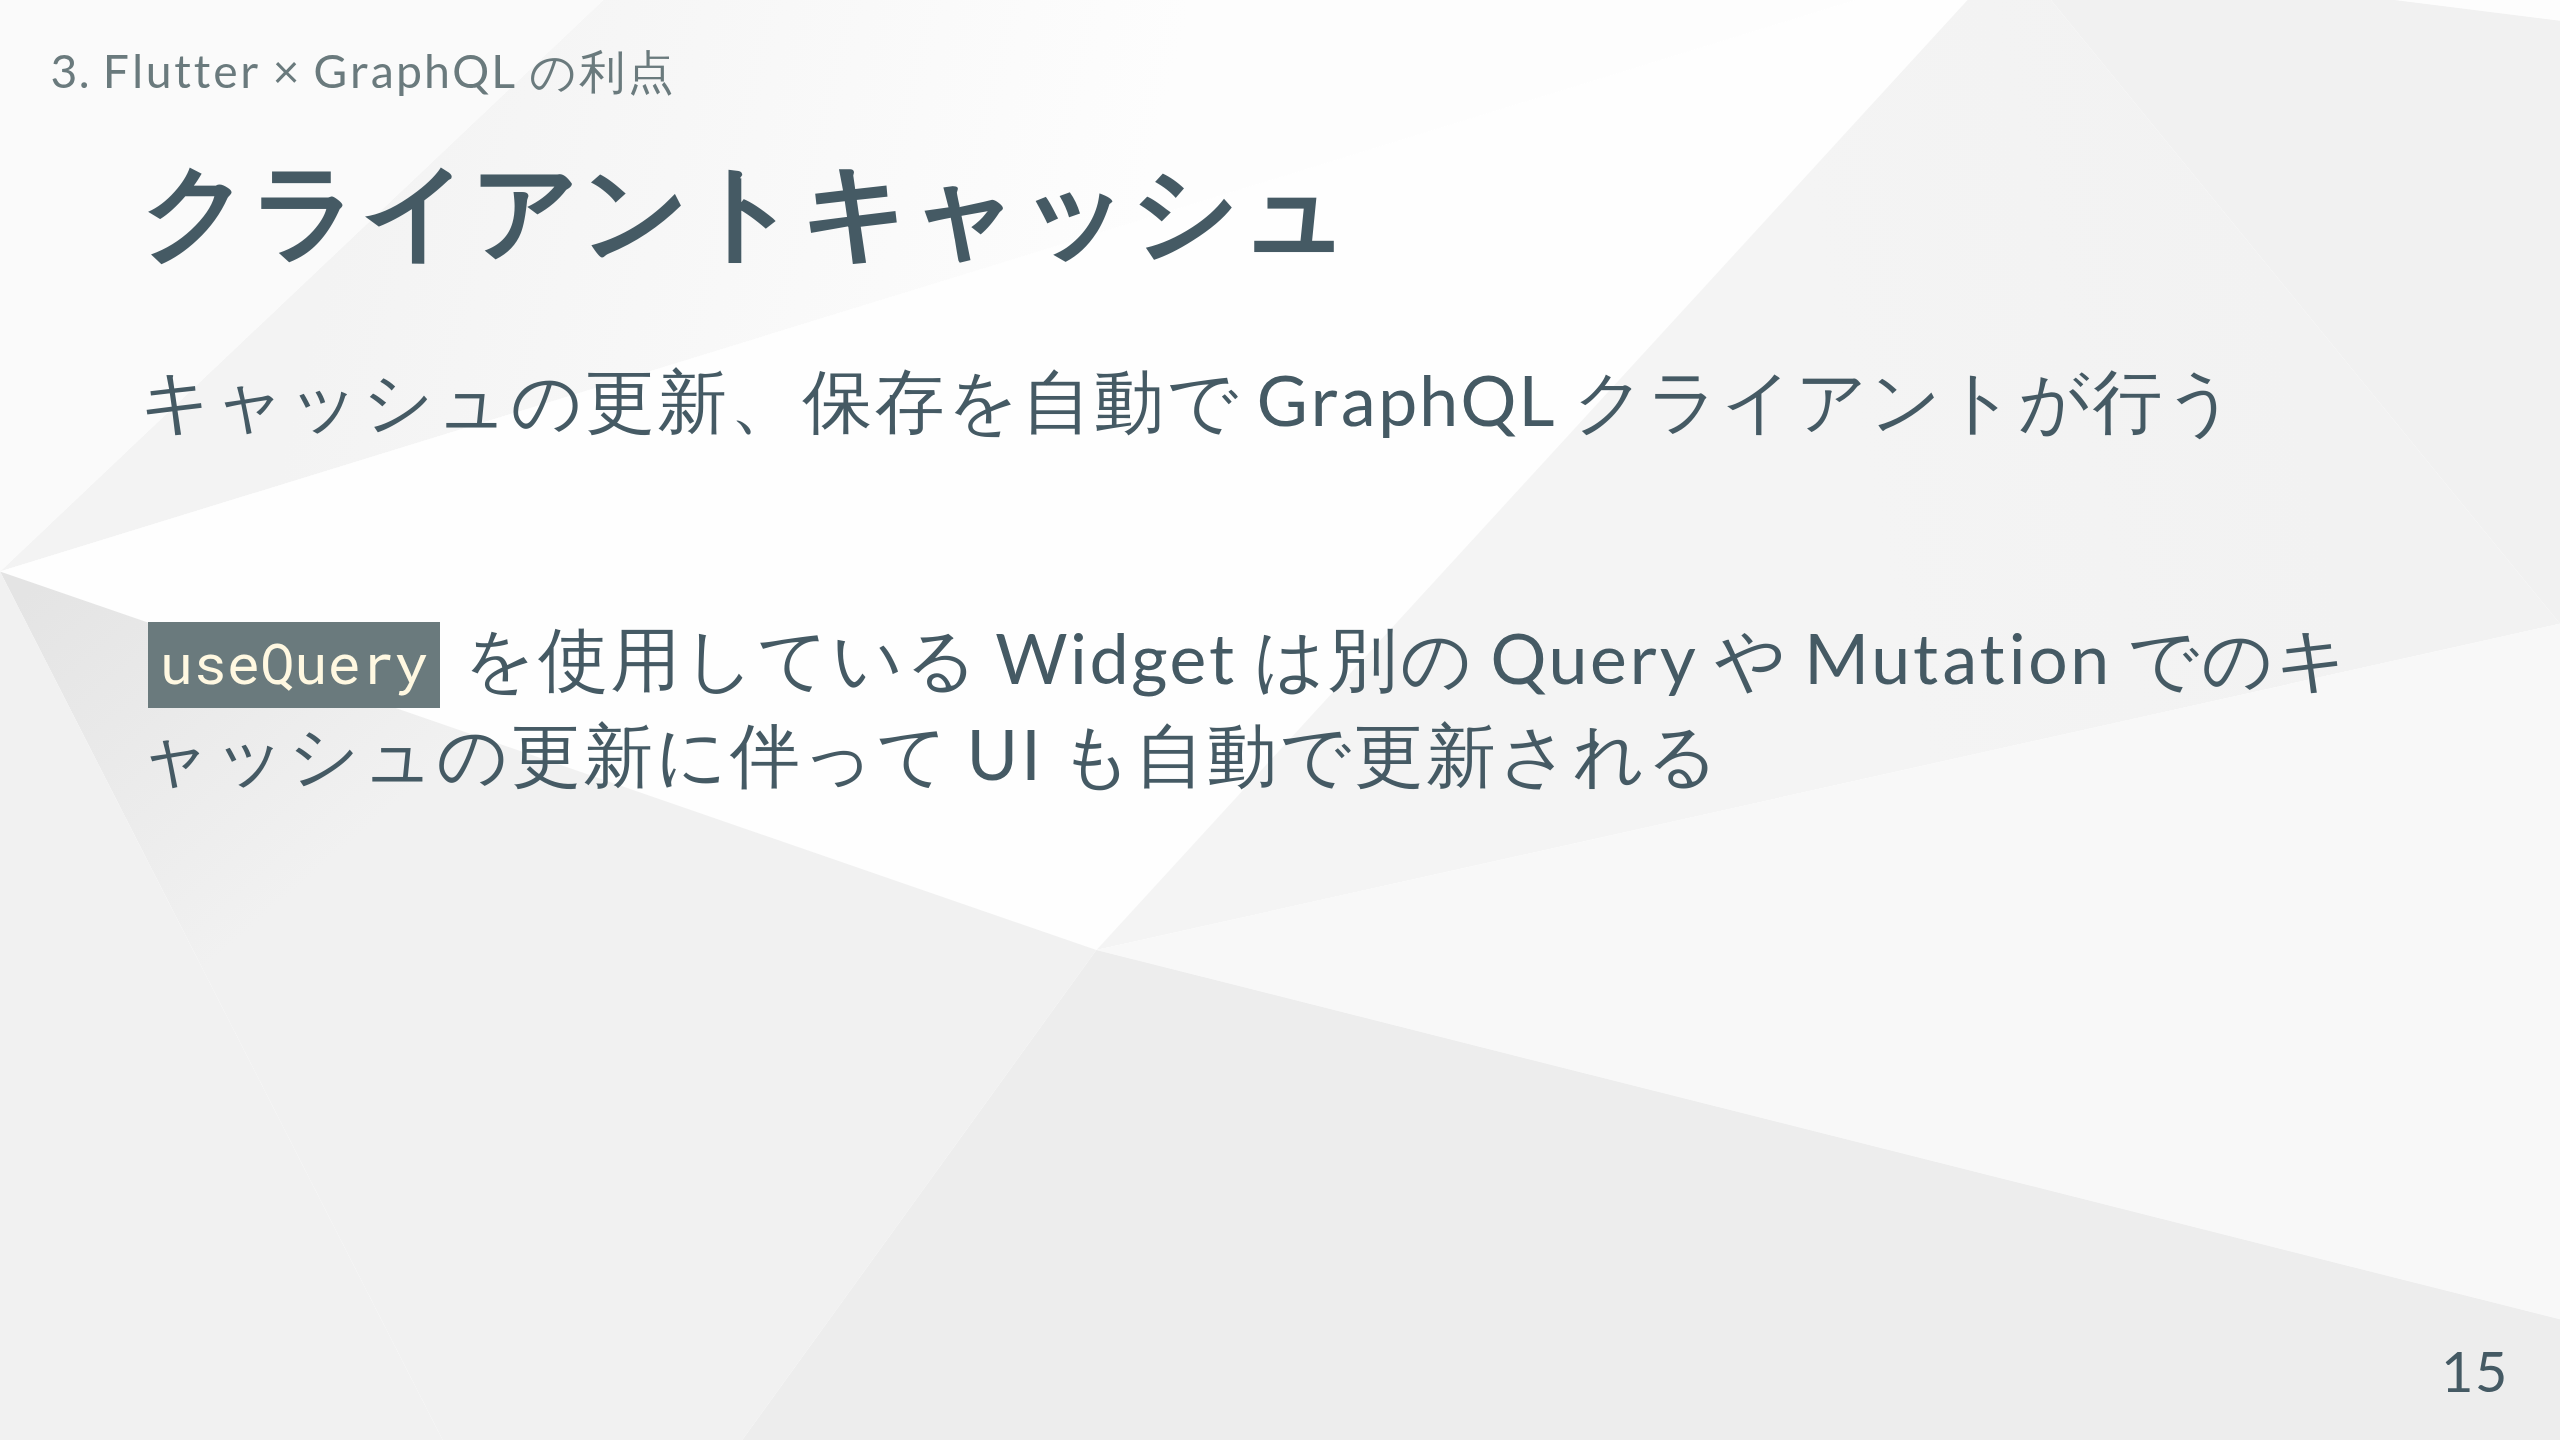 3. Flutter × GraphQL の利点
クライアントキャッシュ
キャッシュの更新、保存を自動で GraphQL クライアントが行う
useQuery を使用している Widget は別の Query や Mutation でのキ
ャッシュの更新に伴って UI も自動で更新される
15